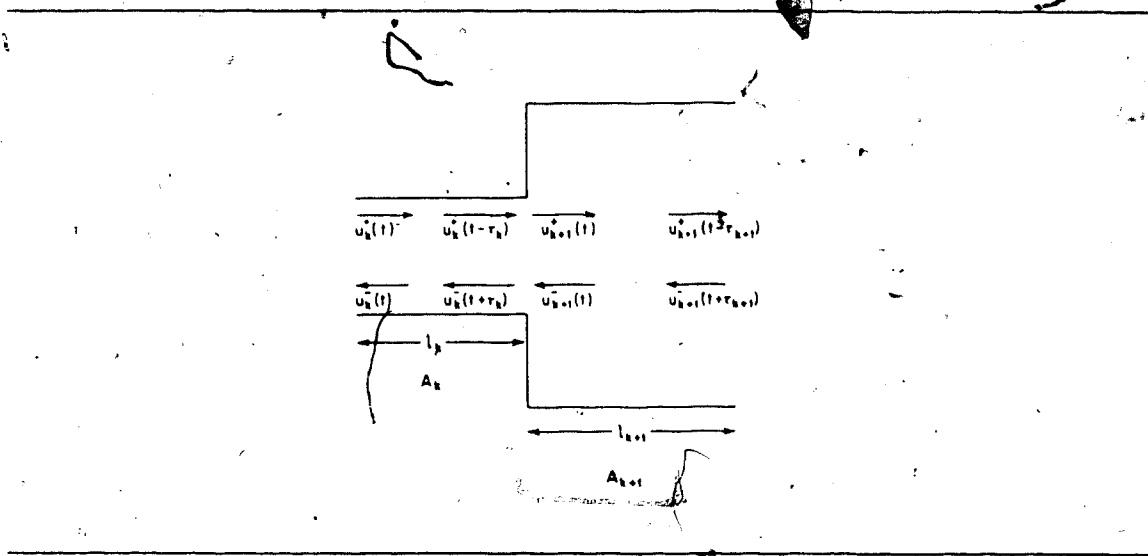 u⁺ₖ(t) u⁺ₖ(t-τₖ) u⁺ₖ₊₁(t) u⁺ₖ₊₁(t-τₖ₊₁)
u⁻ₖ(t) u⁻ₖ(t+τₖ) u⁻ₖ₊₁(t) u⁻ₖ₊₁(t+τₖ₊₁)
lₖ
Aₖ
lₖ₊₁
Aₖ₊₁